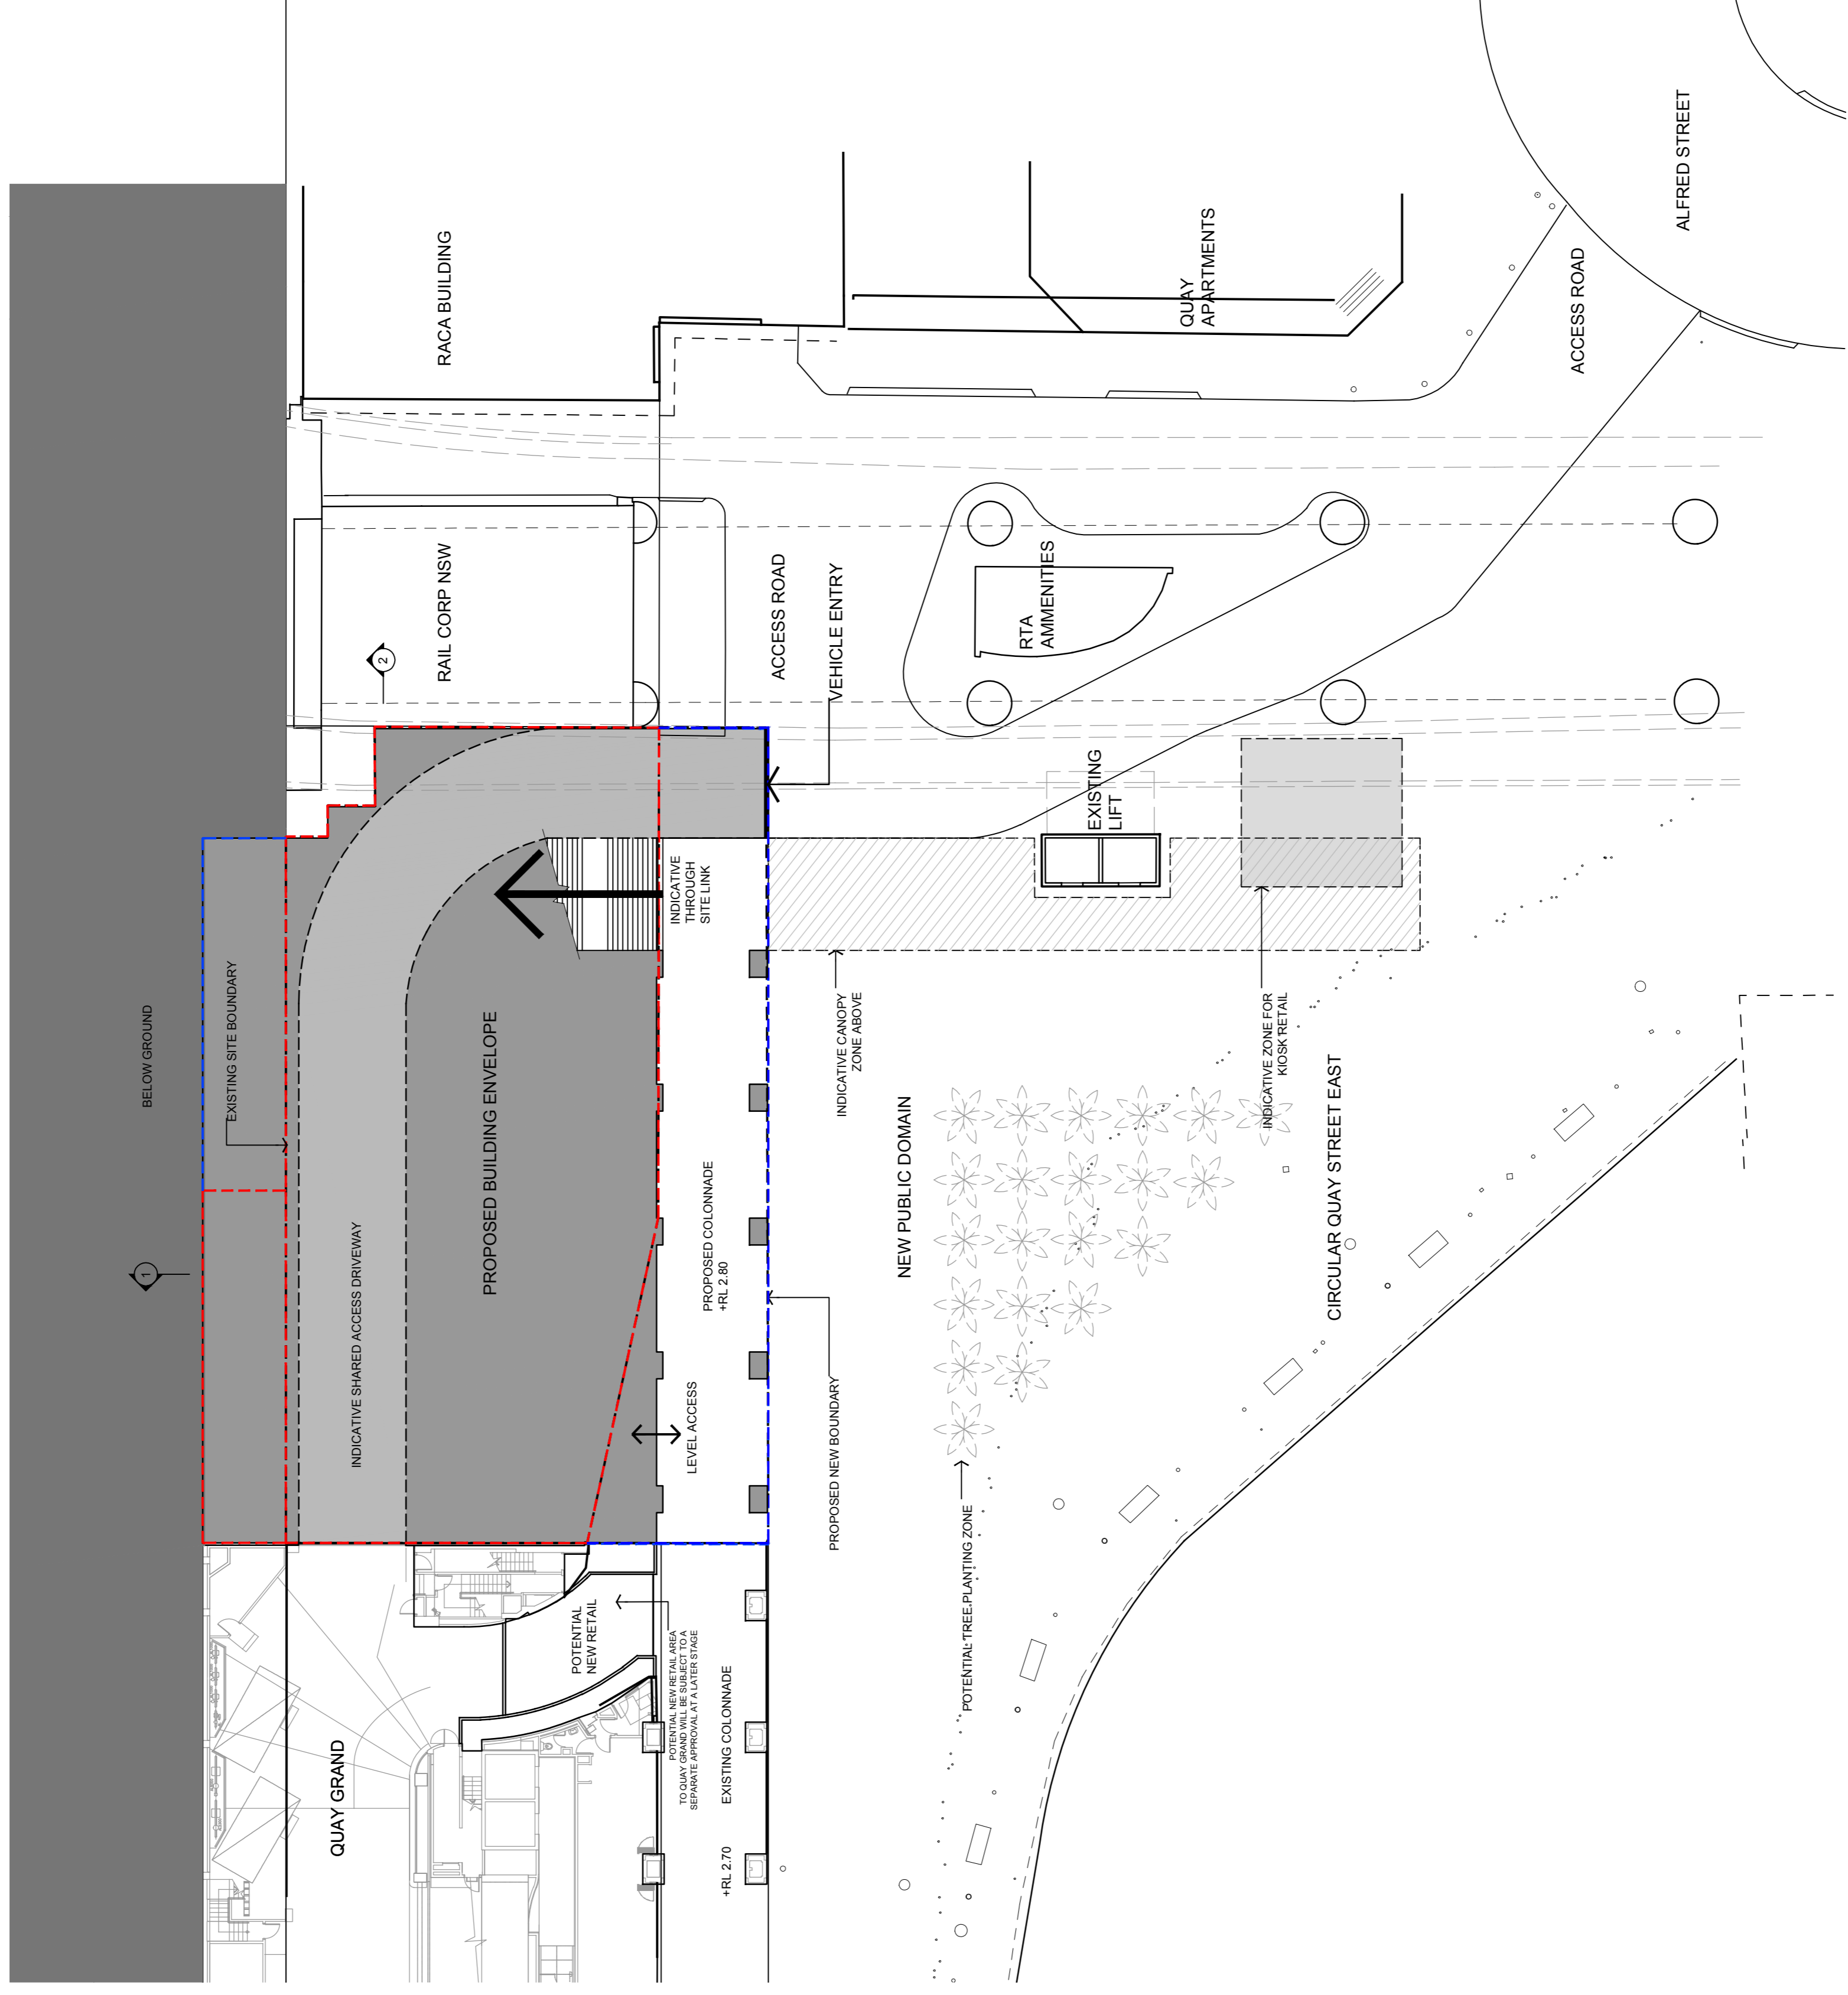 BELOW GROUND
EXISTING SITE BOUNDARY
1
INDICATIVE SHARED ACCESS DRIVEWAY
PROPOSED BUILDING ENVELOPE
RACA BUILDING
RAIL CORP NSW
2
ACCESS ROAD
VEHICLE ENTRY
RTA
AMMENITIES
QUAY
APARTMENTS
ACCESS ROAD
ALFRED STREET
EXISTING
LIFT
INDICATIVE
THROUGH
SITE LINK
INDICATIVE CANOPY
ZONE ABOVE
INDICATIVE ZONE FOR
KIOSK RETAIL
PROPOSED COLONNADE
+RL 2.80
LEVEL ACCESS
NEW PUBLIC DOMAIN
CIRCULAR QUAY STREET EAST
PROPOSED NEW BOUNDARY
POTENTIAL TREE PLANTING ZONE
QUAY GRAND
POTENTIAL
NEW RETAIL
POTENTIAL NEW RETAIL AREA
TO QUAY GRAND WILL BE SUBJECT TO A
SEPARATE APPROVAL AT A LATER STAGE
+RL 2.70 EXISTING COLONNADE